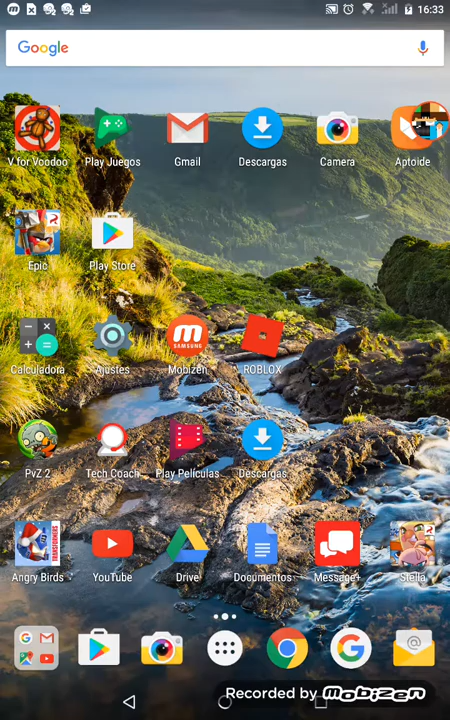 16:33
Google
V for Voodoo
Play Juegos
Gmail
Descargas
Camera
Aptoide
Epic
Play Store
Calculadora
Ajustes
Mobizen
ROBLOX
PvZ 2
Tech Coach
Play Películas
Descargas
Angry Birds
YouTube
Drive
Documentos
Message+
Stella
Recorded by mobizen